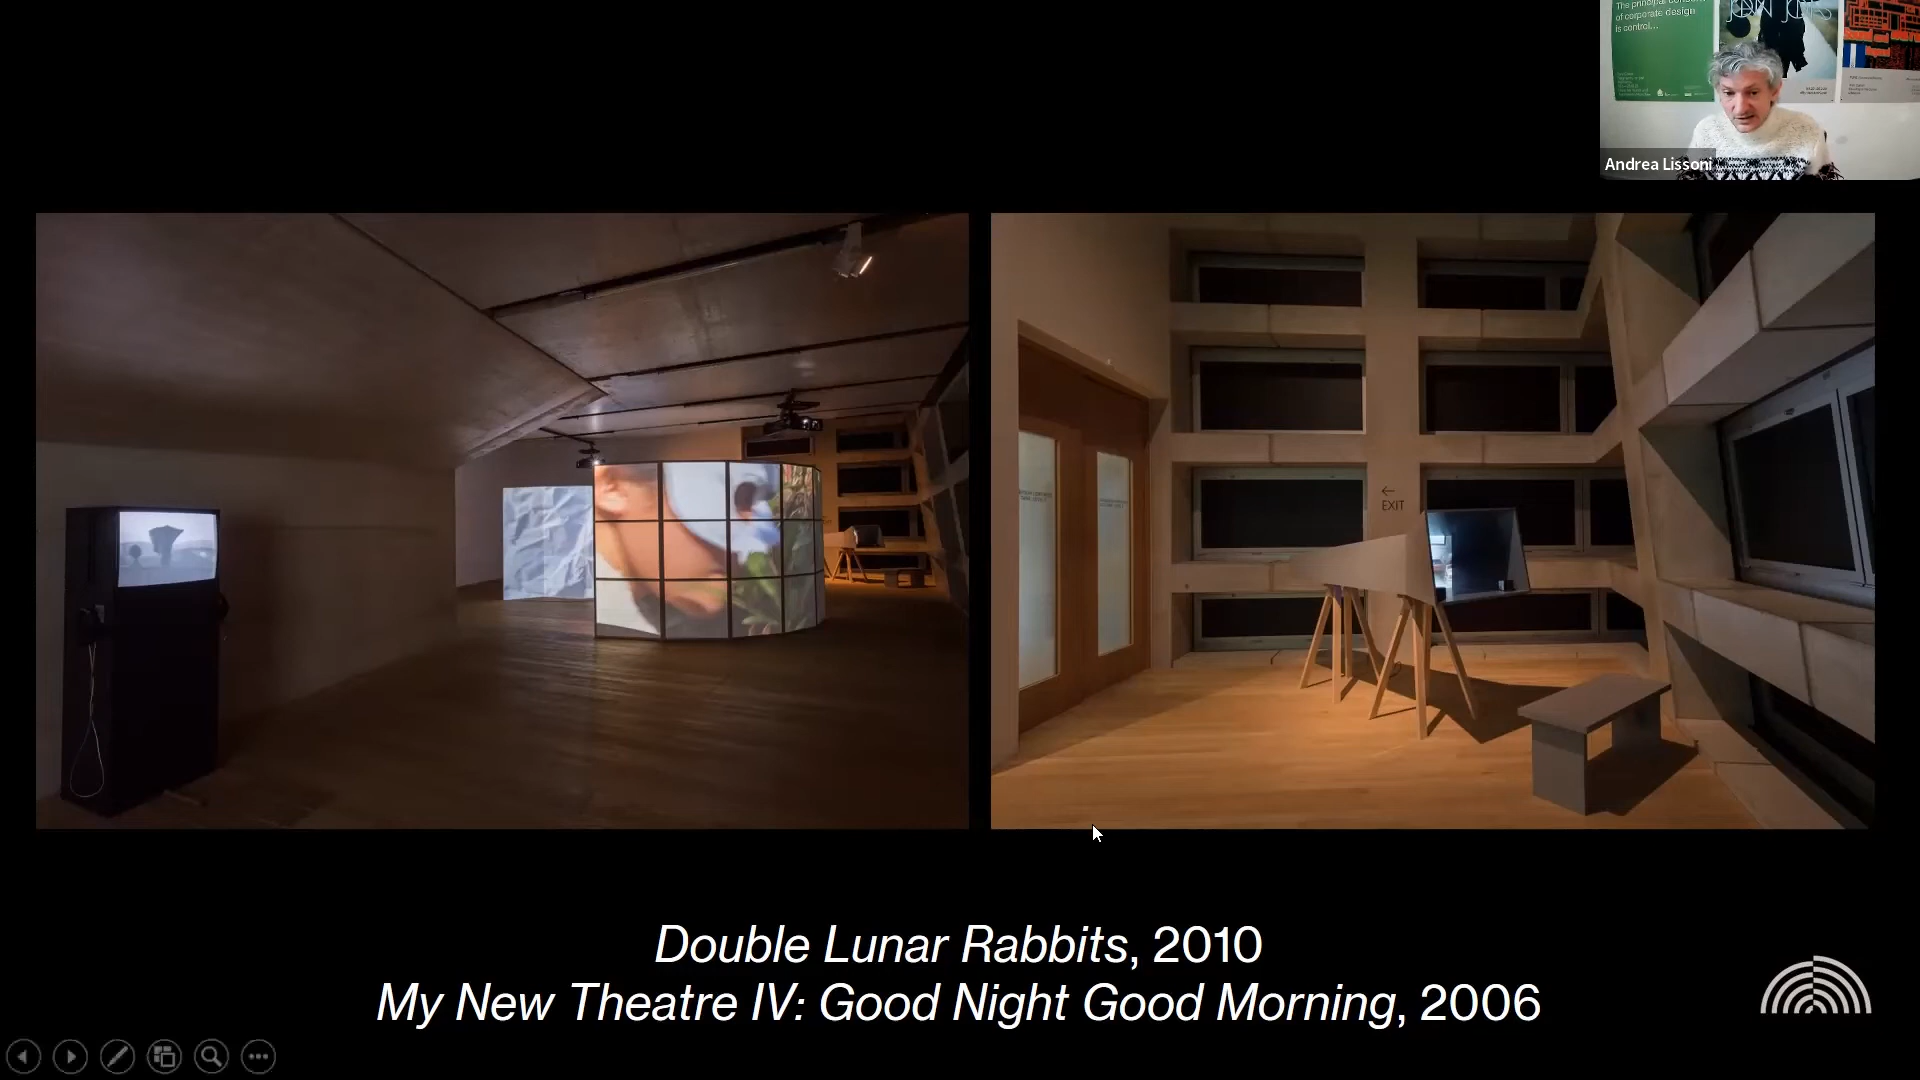 The principal
of corporate design
is control...
Andrea Lissoni
←
EXIT
Double Lunar Rabbits, 2010
My New Theatre IV: Good Night Good Morning, 2006